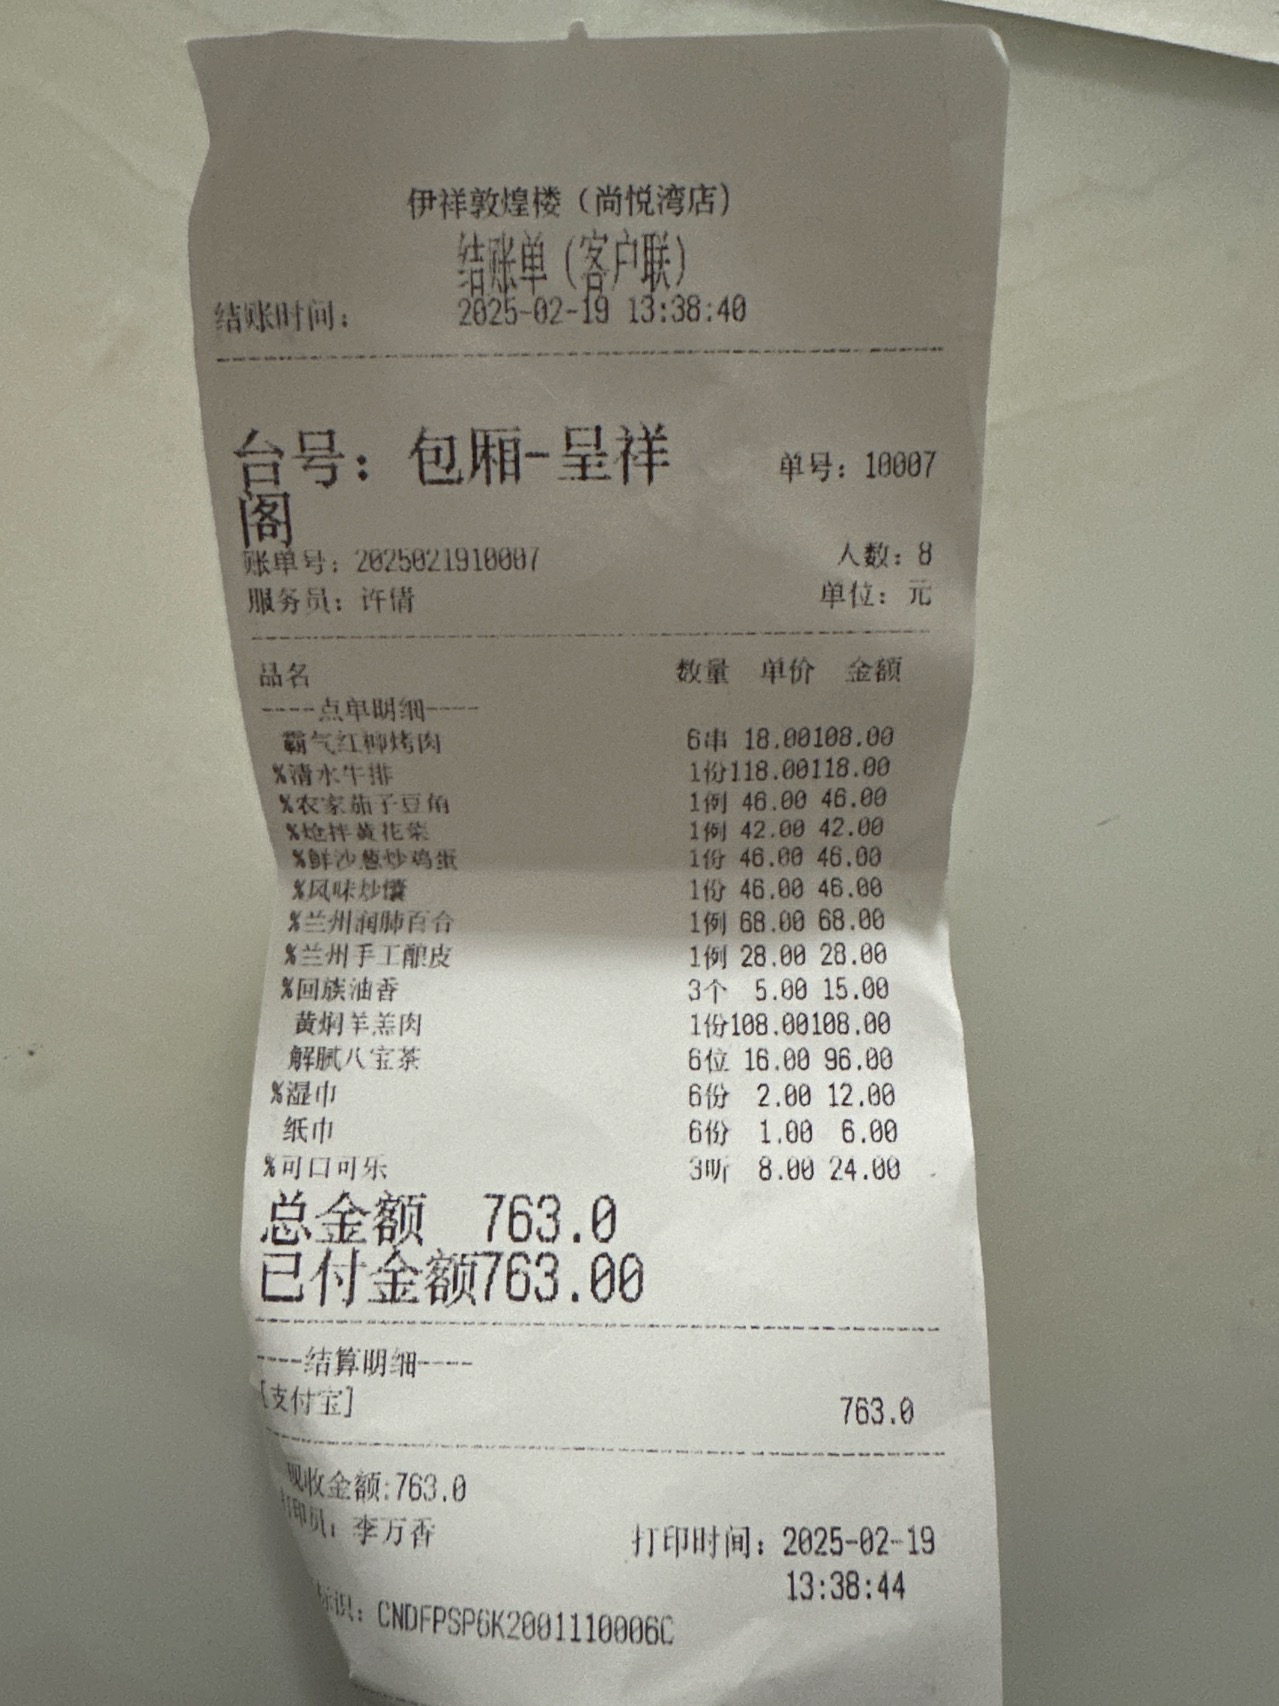 伊祥敦煌楼（尚悦湾店）
结账单（客户联）
结账时间： 2025-02-19 13:38:40
台号：包厢-呈祥阁 单号：10007
账单号：2025021910007 人数：8
服务员：许倩 单位：元
品名 数量 单价 金额
----点单明细----
霸气红柳烤肉 6串 18.00 108.00
%清水牛排 1份 118.00 118.00
%农家茄子豆角 1例 46.00 46.00
%炝拌黄花菜 1例 42.00 42.00
%鲜沙葱炒鸡蛋 1份 46.00 46.00
%风味炒馕 1份 46.00 46.00
%兰州润肺百合 1例 68.00 68.00
%兰州手工酿皮 1例 28.00 28.00
%回族油香 3个 5.00 15.00
黄焖羊羔肉 1份 108.00 108.00
解腻八宝茶 6位 16.00 96.00
%湿巾 6份 2.00 12.00
纸巾 6份 1.00 6.00
%可口可乐 3听 8.00 24.00
总金额 763.0
已付金额763.00
----结算明细----
[支付宝] 763.0
现收金额:763.0
打印员：李万香 打印时间：2025-02-19
13:38:44
标识：CNDFPSP6K2001110006C